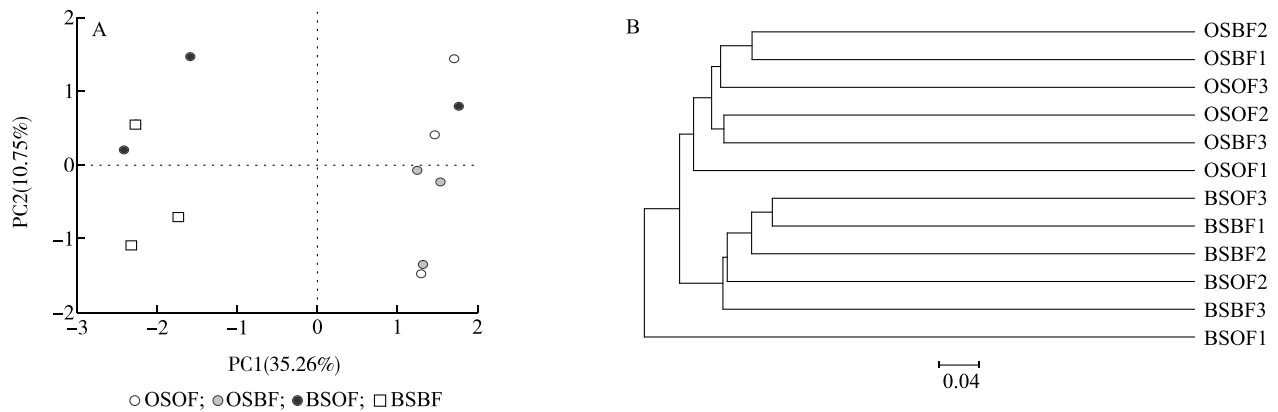 A
2
1
0
−1
−2
PC2(10.75%)
−3
−2
−1
0
1
2
PC1(35.26%)
OSOF; OSBF; BSOF; BSBF
B
OSBF2
OSBF1
OSOF3
OSOF2
OSBF3
OSOF1
BSOF3
BSBF1
BSBF2
BSOF2
BSBF3
BSOF1
0.04